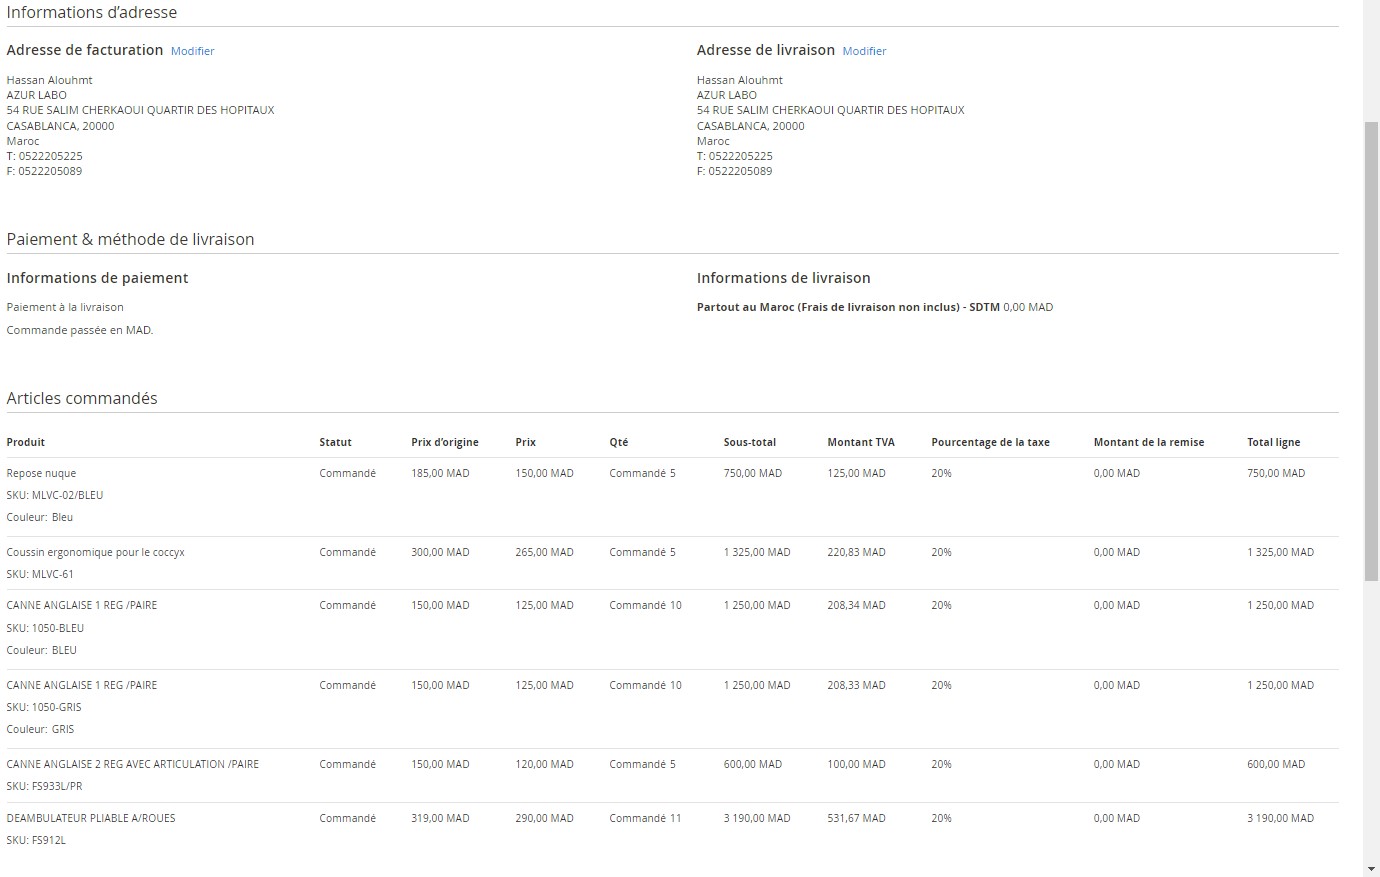 Informations d’adresse
Adresse de facturation Modifier
Hassan Alouhmt
AZUR LABO
54 RUE SALIM CHERKAOUI QUARTIR DES HOPITAUX
CASABLANCA, 20000
Maroc
T: 0522205225
F: 0522205089
Adresse de livraison Modifier
Hassan Alouhmt
AZUR LABO
54 RUE SALIM CHERKAOUI QUARTIR DES HOPITAUX
CASABLANCA, 20000
Maroc
T: 0522205225
F: 0522205089
Paiement & méthode de livraison
Informations de paiement
Paiement à la livraison
Commande passée en MAD.
Informations de livraison
Partout au Maroc (Frais de livraison non inclus) - SDTM 0,00 MAD
Articles commandés
Produit Statut Prix d’origine Prix Qté Sous-total Montant TVA Pourcentage de la taxe Montant de la remise Total ligne
Repose nuque Commandé 185,00 MAD 150,00 MAD Commandé 5 750,00 MAD 125,00 MAD 20% 0,00 MAD 750,00 MAD
SKU: MLVC-02/BLEU
Couleur: Bleu
Coussin ergonomique pour le coccyx Commandé 300,00 MAD 265,00 MAD Commandé 5 1 325,00 MAD 220,83 MAD 20% 0,00 MAD 1 325,00 MAD
SKU: MLVC-61
CANNE ANGLAISE 1 REG /PAIRE Commandé 150,00 MAD 125,00 MAD Commandé 10 1 250,00 MAD 208,34 MAD 20% 0,00 MAD 1 250,00 MAD
SKU: 1050-BLEU
Couleur: BLEU
CANNE ANGLAISE 1 REG /PAIRE Commandé 150,00 MAD 125,00 MAD Commandé 10 1 250,00 MAD 208,33 MAD 20% 0,00 MAD 1 250,00 MAD
SKU: 1050-GRIS
Couleur: GRIS
CANNE ANGLAISE 2 REG AVEC ARTICULATION /PAIRE Commandé 150,00 MAD 120,00 MAD Commandé 5 600,00 MAD 100,00 MAD 20% 0,00 MAD 600,00 MAD
SKU: FS933L/PR
DEAMBULATEUR PLIABLE A/ROUES Commandé 319,00 MAD 290,00 MAD Commandé 11 3 190,00 MAD 531,67 MAD 20% 0,00 MAD 3 190,00 MAD
SKU: FS912L